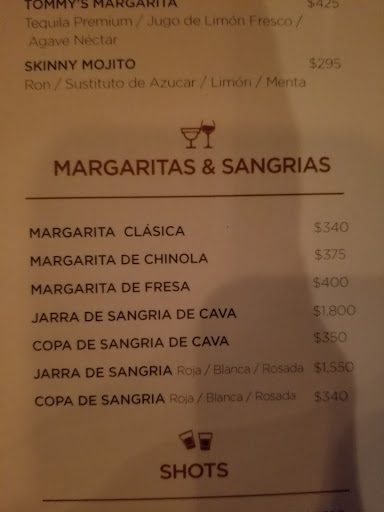 TOMMY'S MARGARITA $425
Tequila Premium / Jugo de Limón Fresco /
Agave Néctar
SKINNY MOJITO $295
Ron / Sustituto de Azucar / Limón / Menta
MARGARITAS & SANGRIAS
MARGARITA CLÁSICA $340
MARGARITA DE CHINOLA $375
MARGARITA DE FRESA $400
JARRA DE SANGRIA DE CAVA $1,800
COPA DE SANGRIA DE CAVA $350
JARRA DE SANGRIA Roja / Blanca / Rosada $1,550
COPA DE SANGRIA Roja / Blanca / Rosada $340
SHOTS